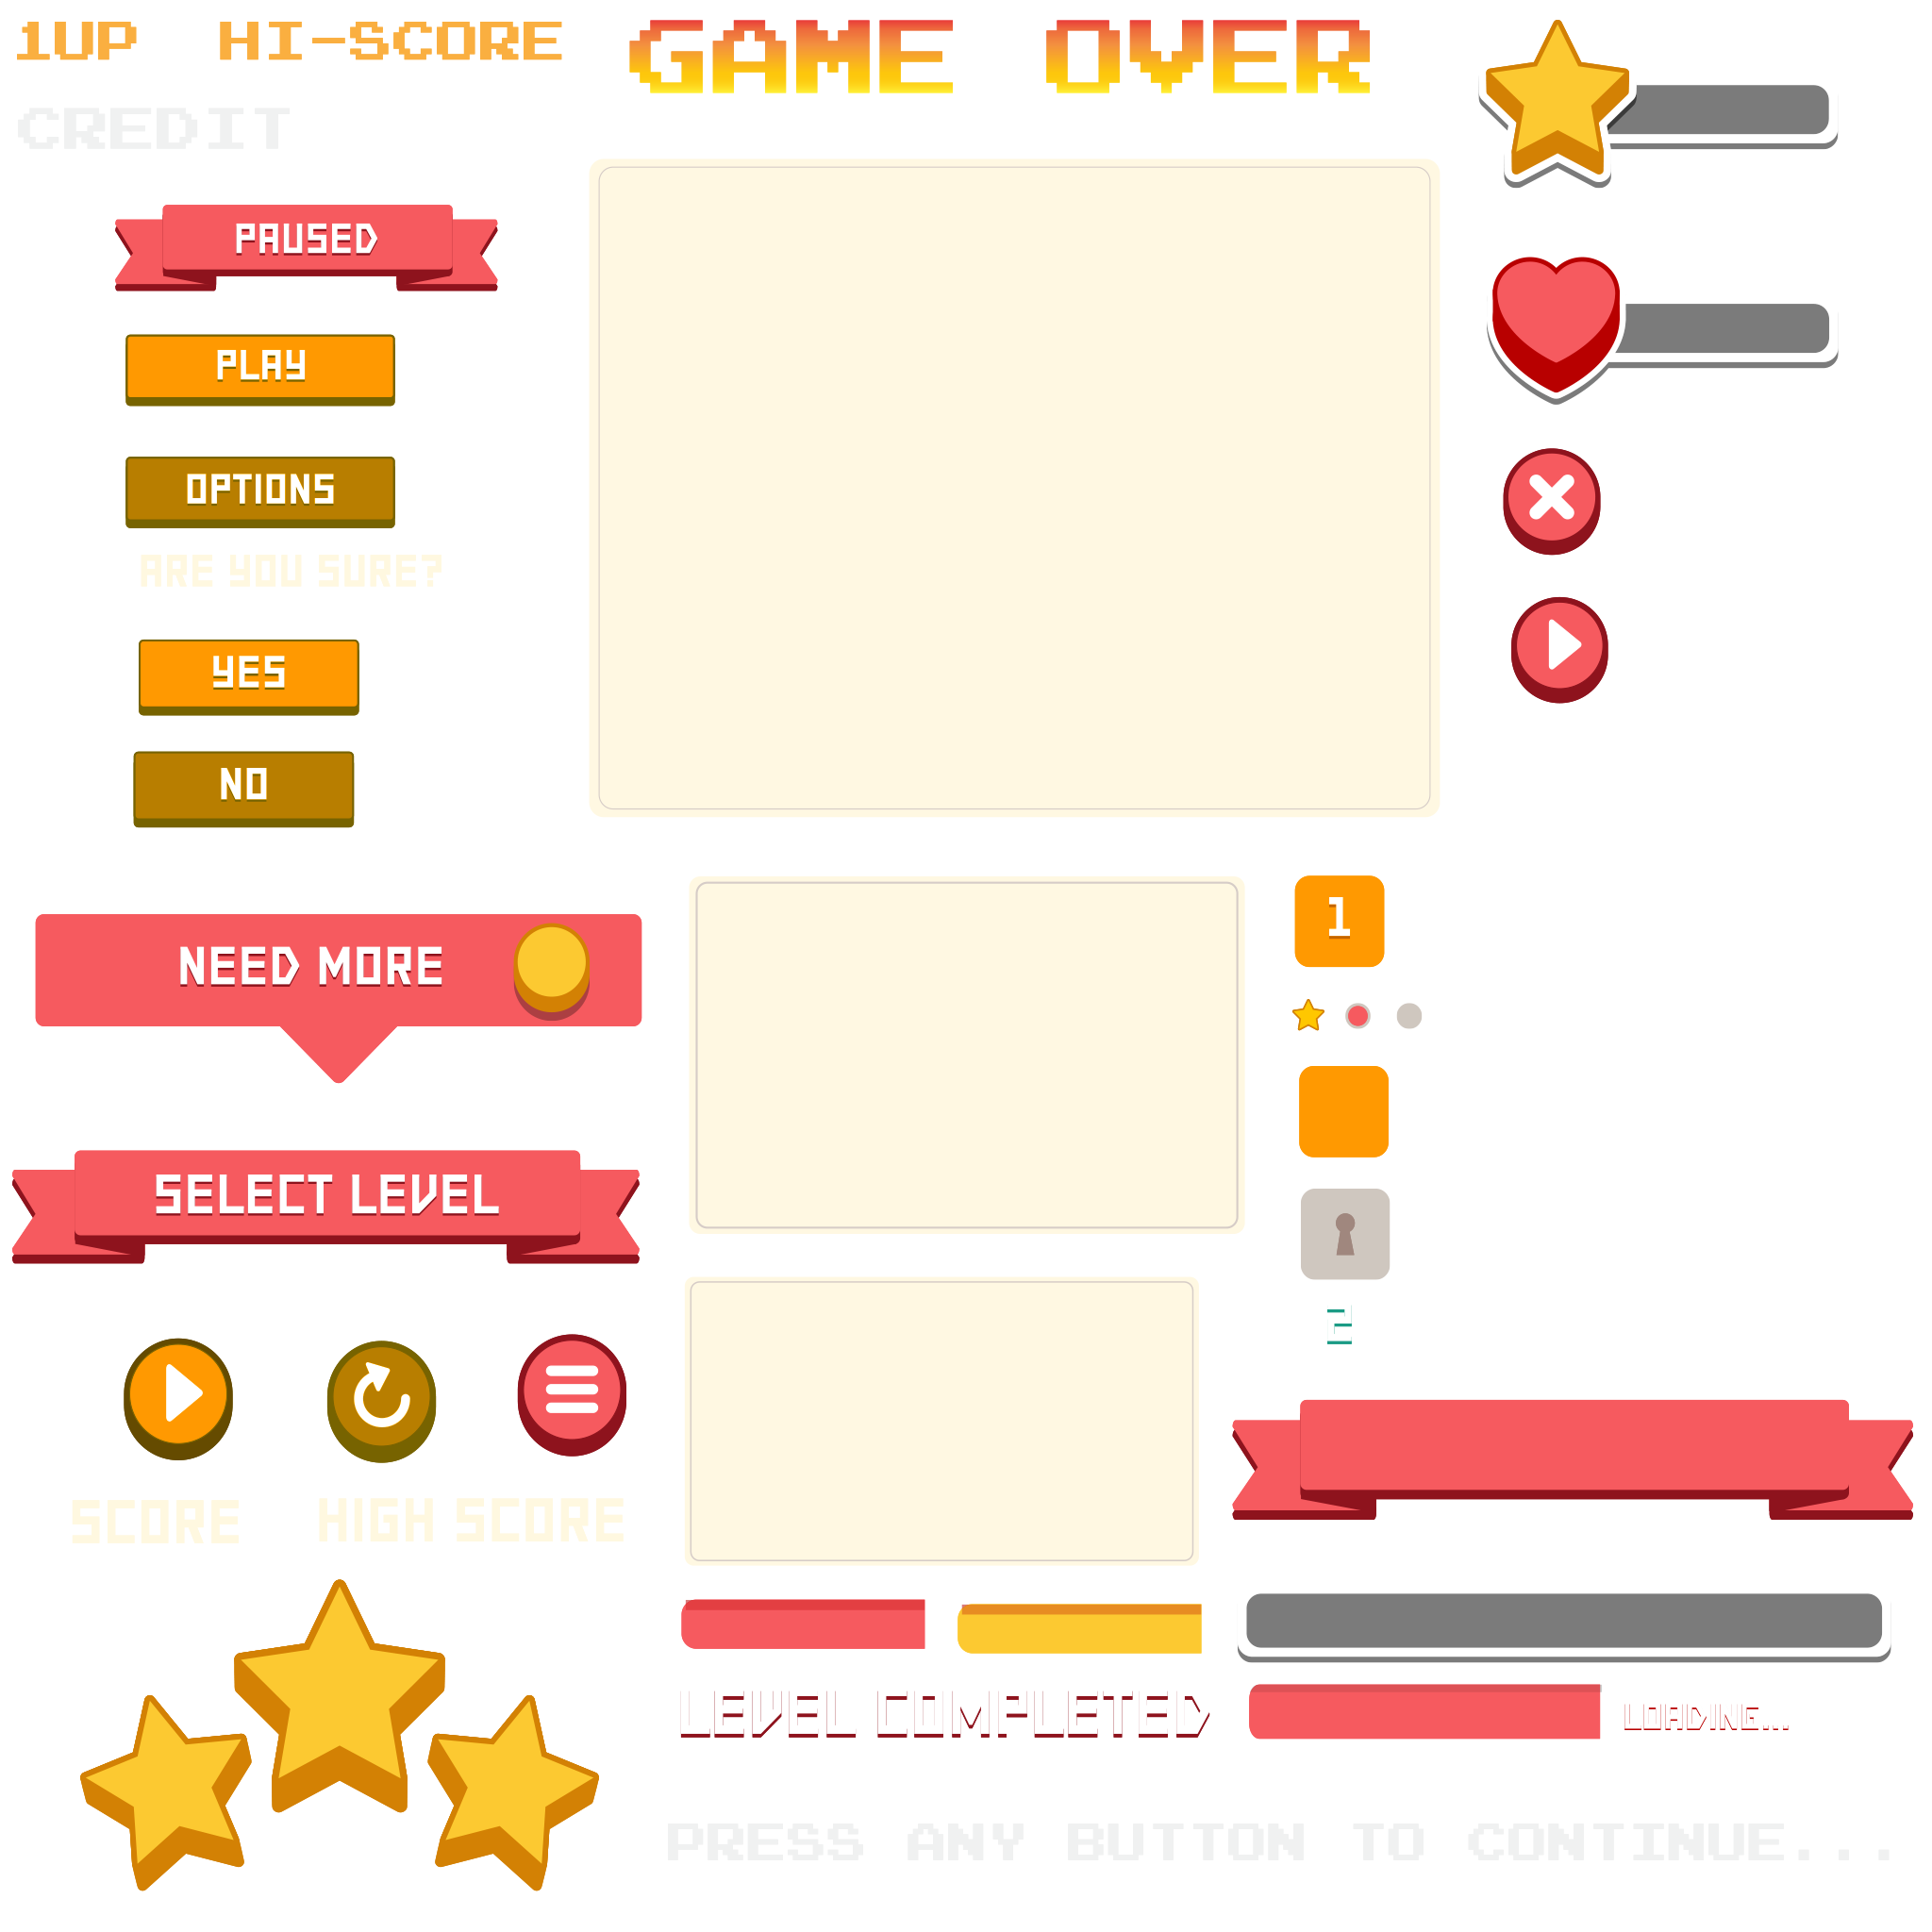 1UP HI-SCORE
GAME OVER
CREDIT
PAUSED
PLAY
OPTIONS
ARE YOU SURE?
YES
NO
1
NEED MORE
SELECT LEVEL
2
SCORE HIGH SCORE
LEVEL COMPLETED
LOADING...
PRESS ANY BUTTON TO CONTINUE...